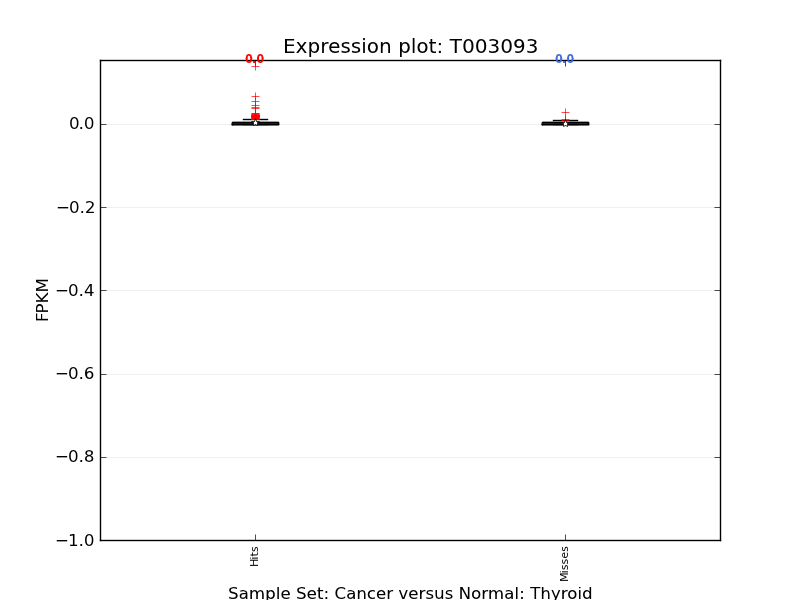 Expression plot: T003093
0.0 0.0
0.0
−0.2
−0.4
−0.6
−0.8
−1.0
FPKM
Hits Misses
Sample Set: Cancer versus Normal: Thyroid